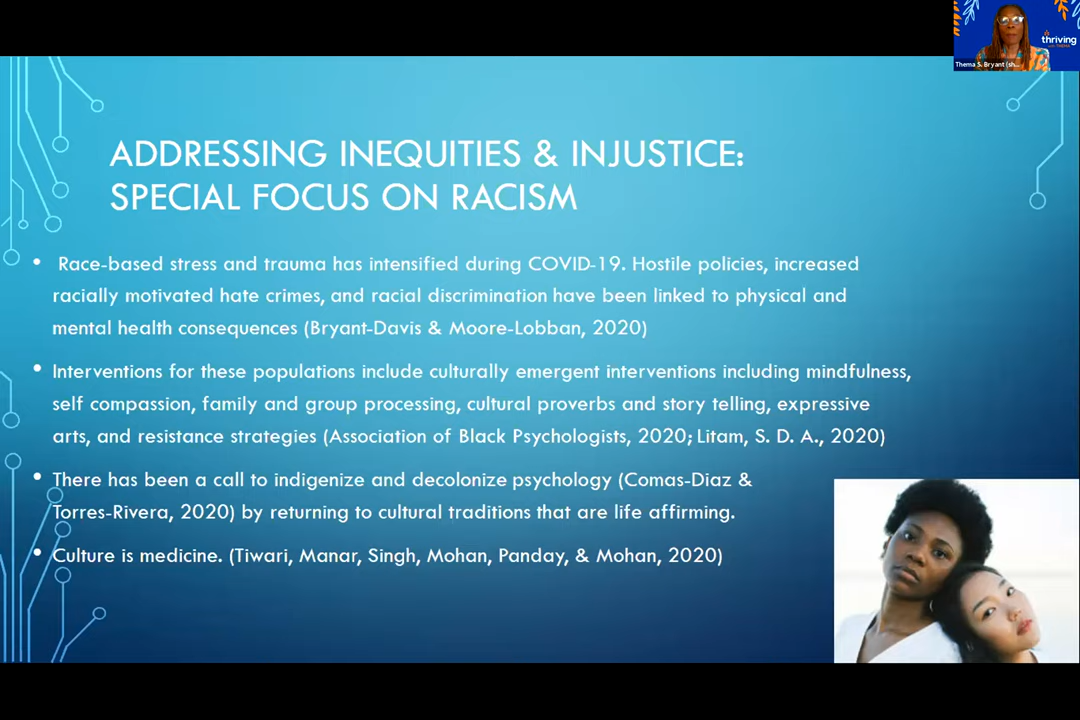 thriving
Thema S. Bryant (sh...
ADDRESSING INEQUITIES & INJUSTICE:
SPECIAL FOCUS ON RACISM
• Race-based stress and trauma has intensified during COVID-19. Hostile policies, increased
racially motivated hate crimes, and racial discrimination have been linked to physical and
mental health consequences (Bryant-Davis & Moore-Lobban, 2020)
• Interventions for these populations include culturally emergent interventions including mindfulness,
self compassion, family and group processing, cultural proverbs and story telling, expressive
arts, and resistance strategies (Association of Black Psychologists, 2020; Litam, S. D. A., 2020)
• There has been a call to indigenize and decolonize psychology (Comas-Diaz &
Torres-Rivera, 2020) by returning to cultural traditions that are life affirming.
• Culture is medicine. (Tiwari, Manar, Singh, Mohan, Panday, & Mohan, 2020)